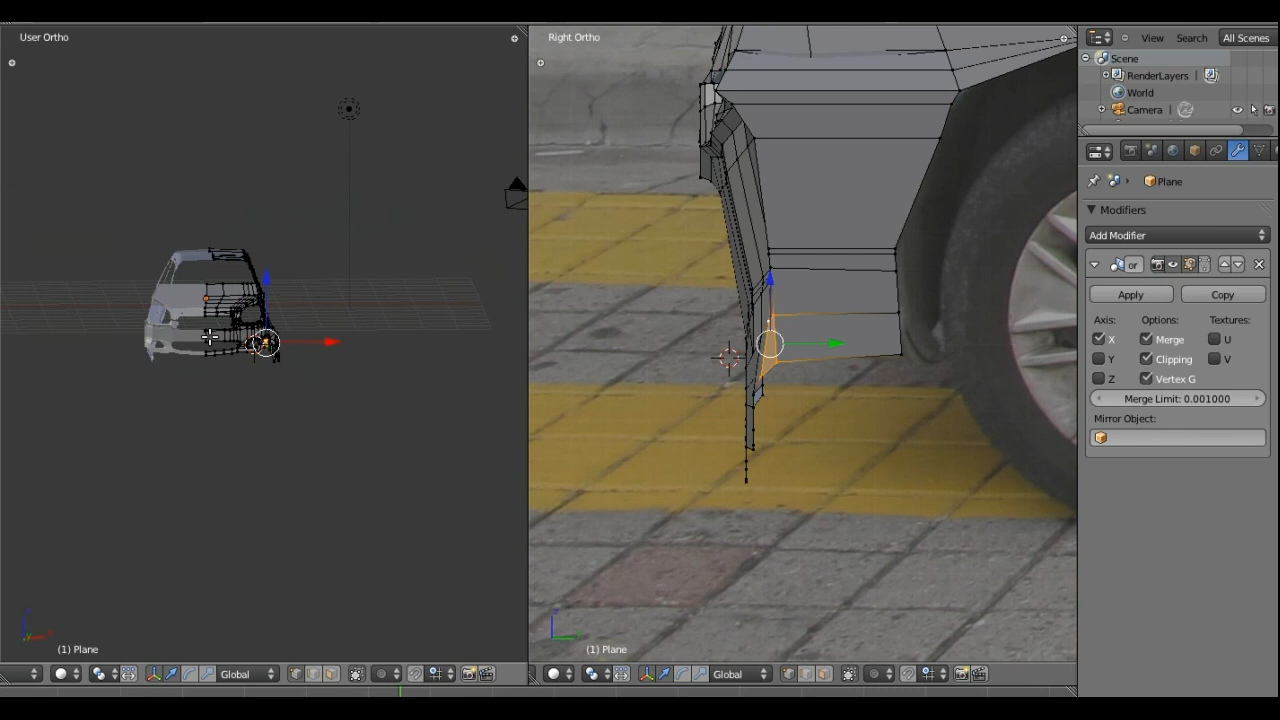 User Ortho
Right Ortho
View Search All Scenes
Scene
RenderLayers
World
Camera
Plane
Modifiers
Add Modifier
or
Apply Copy
Axis: Options: Textures:
X Merge U
Y Clipping V
Z Vertex G
Merge Limit: 0.001000
Mirror Object:
(1) Plane
(1) Plane
Global
Global